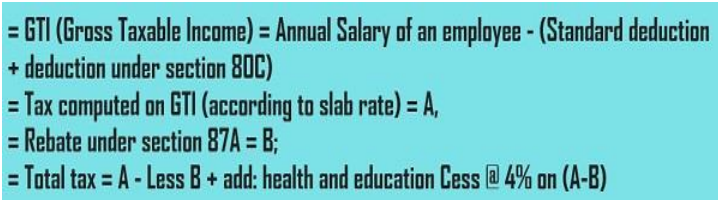 = GTI (Gross Taxable Income) = Annual Salary of an employee - (Standard deduction
+ deduction under section 80C)
= Tax computed on GTI (according to slab rate) = A,
= Rebate under section 87A = B;
= Total tax = A - Less B + add: health and education Cess @ 4% on (A-B)